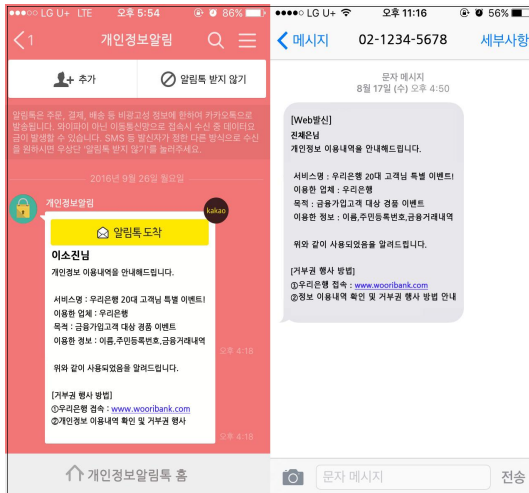 LG U+ LTE 오후 5:54 86%
1 개인정보알림
추가
알림톡 받지 않기
알림톡은 주문, 결제, 배송 등 비광고성 정보에 한하여 카카오톡으로
발송됩니다. 와이파이 아닌 이동통신망으로 접속시 수신 중 데이터요
금이 발생할 수 있습니다. SMS 등 발신자가 정한 다른 방식으로 수신
을 원하시면 우상단 '알림톡 받지 않기'를 눌러주세요.
2016년 9월 26일 월요일
개인정보알림
kakao
알림톡 도착
이소진님
개인정보 이용내역을 안내해드립니다.
서비스명 : 우리은행 20대 고객님 특별 이벤트!
이용한 업체 : 우리은행
목적 : 금융가입고객 대상 경품 이벤트
이용한 정보 : 이름,주민등록번호,금융거래내역
오후 4:18
위와 같이 사용되었음을 알려드립니다.
[거부권 행사 방법]
①우리은행 접속 : www.wooribank.com
②개인정보 이용내역 확인 및 거부권 행사
오후 4:18
개인정보알림톡 홈
LG U+ 오후 11:16 56%
메시지 02-1234-5678 세부사항
문자 메시지
8월 17일 (수) 오후 4:50
[Web발신]
진채은님
개인정보 이용내역을 안내해드립니다.
서비스명 : 우리은행 20대 고객님 특별 이벤트!
이용한 업체 : 우리은행
목적 : 금융가입고객 대상 경품 이벤트
이용한 정보 : 이름,주민등록번호,금융거래내역
위와 같이 사용되었음을 알려드립니다.
[거부권 행사 방법]
①우리은행 접속 : www.wooribank.com
②정보 이용내역 확인 및 거부권 행사 방법 안내
문자 메시지
전송